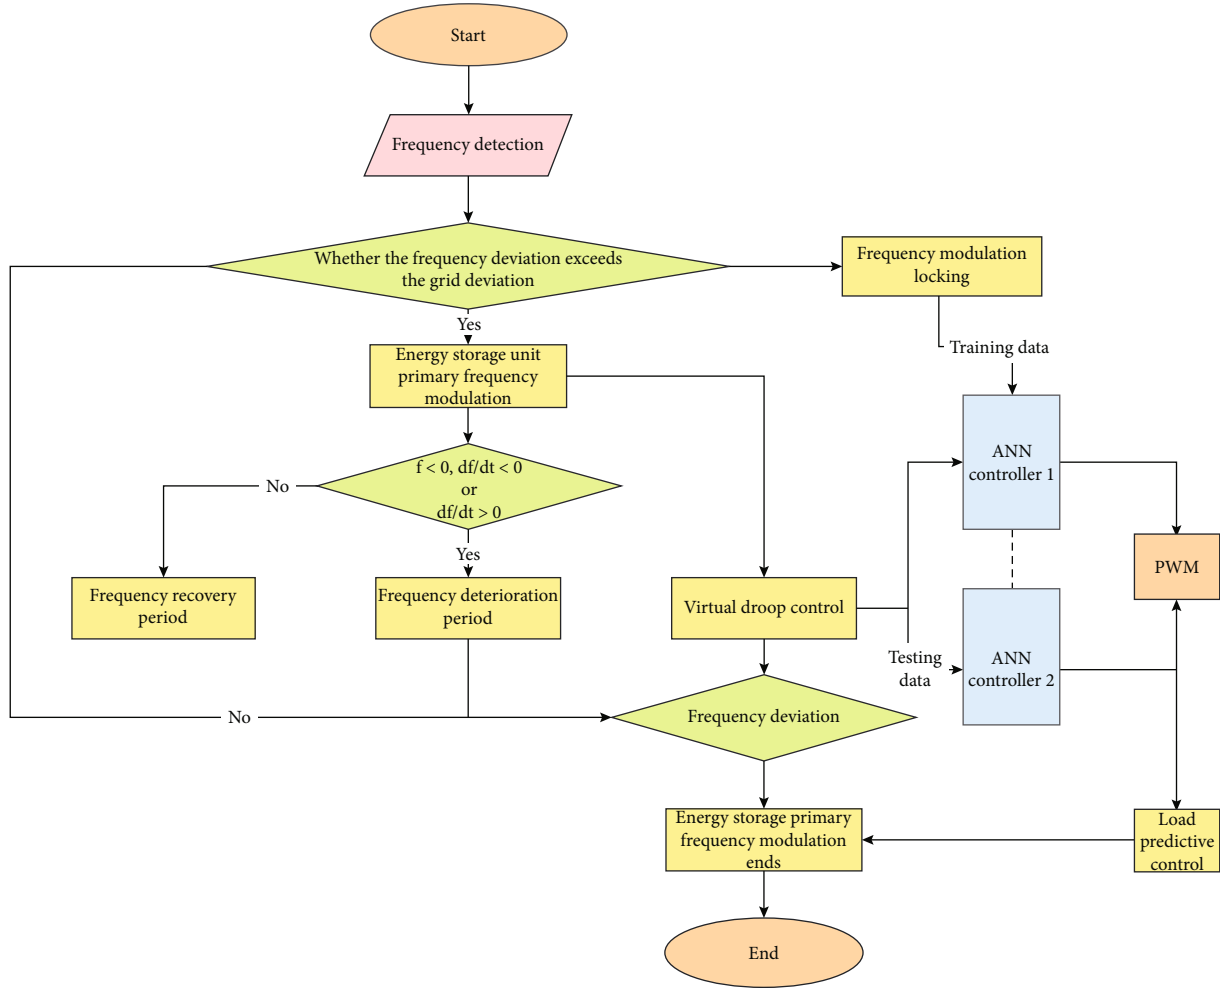 Start
Frequency detection
Whether the frequency deviation exceeds
the grid deviation
Frequency modulation
locking
Yes
Training data
Energy storage unit
primary frequency
modulation
ANN
controller 1
f < 0, df/dt < 0
or
df/dt > 0
No
Yes
PWM
Frequency recovery
period
Frequency deterioration
period
Virtual droop control
Testing
data
ANN
controller 2
No
Frequency deviation
Energy storage primary
frequency modulation
ends
Load
predictive
control
End